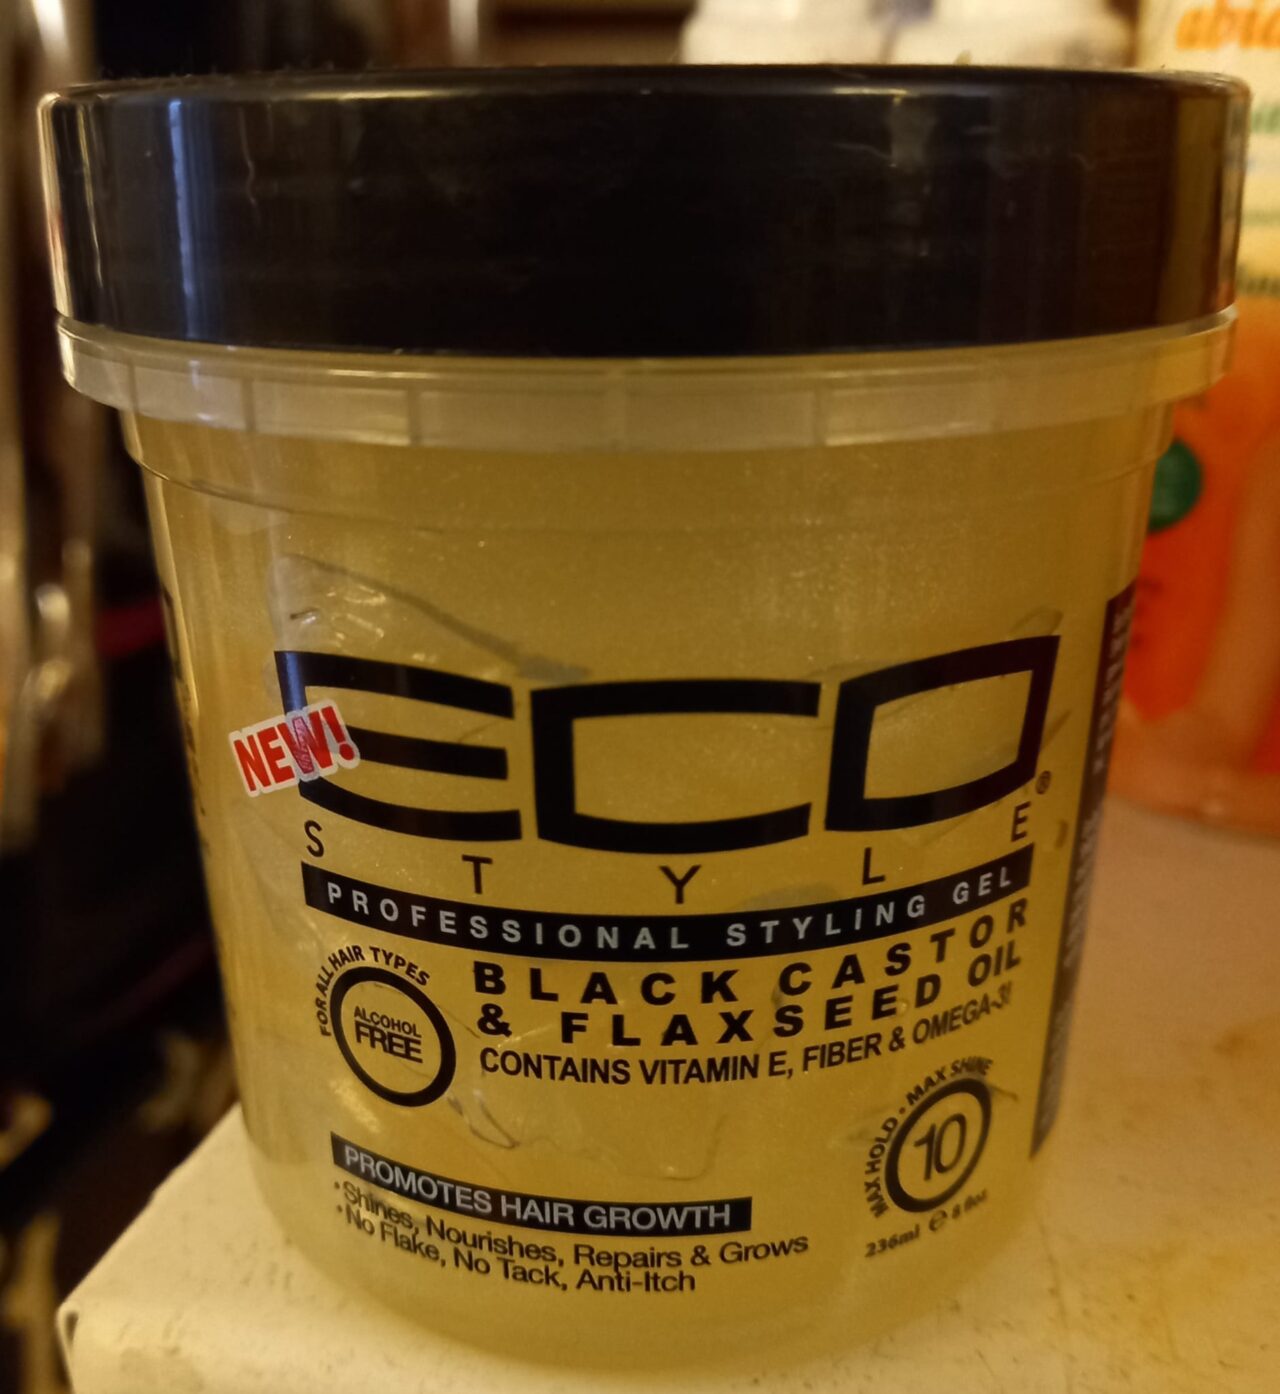 NEW!
ECO®
STYLE
PROFESSIONAL STYLING GEL
BLACK CASTOR
& FLAXSEED OIL
CONTAINS VITAMIN E, FIBER & OMEGA-3!
FOR ALL HAIR TYPES
ALCOHOL
FREE
MAX HOLD • MAX SHINE
10
236ml ℮ 8 floz
PROMOTES HAIR GROWTH
•Shines, Nourishes, Repairs & Grows
•No Flake, No Tack, Anti-Itch